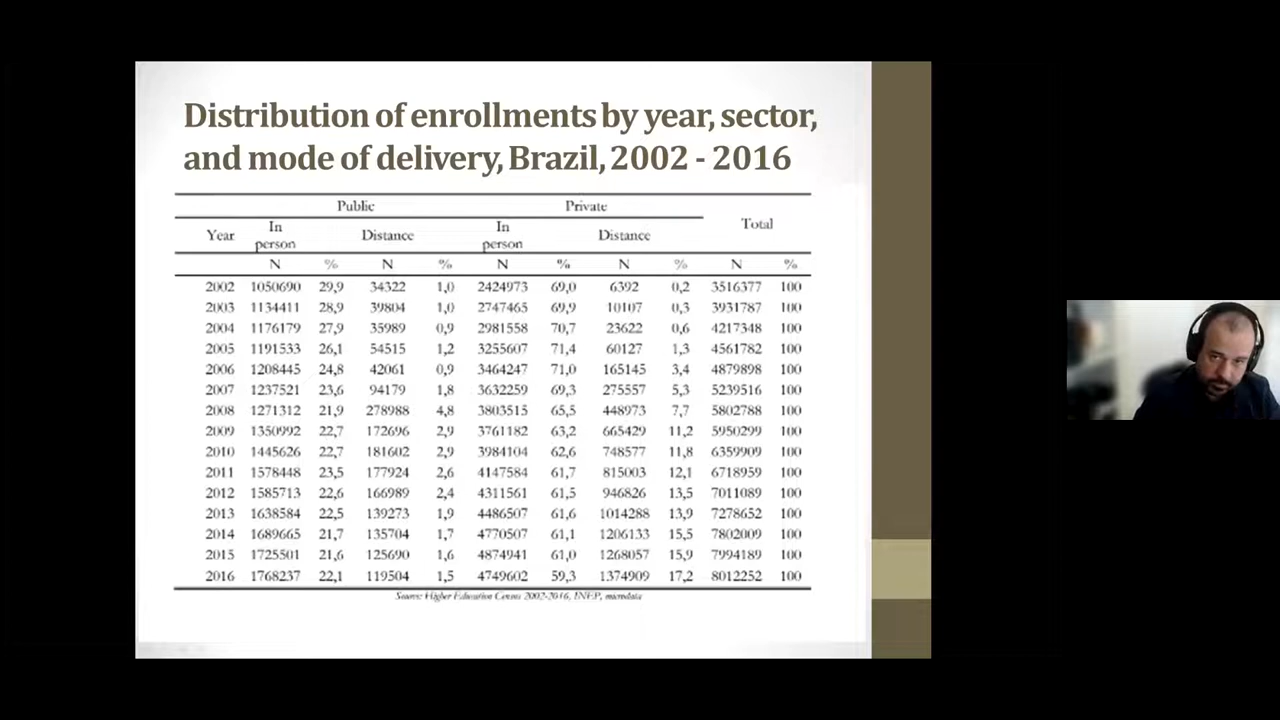 Distribution of enrollments by year, sector,
and mode of delivery, Brazil, 2002 - 2016
Public Private Total
Year In person Distance In person Distance
N % N % N % N % N %
2002 1050690 29,9 34322 1,0 2424973 69,0 6392 0,2 3516377 100
2003 1134411 28,9 39804 1,0 2747465 69,9 10107 0,3 3931787 100
2004 1176179 27,9 35989 0,9 2981558 70,7 23622 0,6 4217348 100
2005 1191533 26,1 54515 1,2 3255607 71,4 60127 1,3 4561782 100
2006 1208445 24,8 42061 0,9 3464247 71,0 165145 3,4 4879898 100
2007 1237521 23,6 94179 1,8 3632259 69,3 275557 5,3 5239516 100
2008 1271312 21,9 278988 4,8 3803515 65,5 448973 7,7 5802788 100
2009 1350992 22,7 172696 2,9 3761182 63,2 665429 11,2 5950299 100
2010 1445626 22,7 181602 2,9 3984104 62,6 748577 11,8 6359909 100
2011 1578448 23,5 177924 2,6 4147584 61,7 815003 12,1 6718959 100
2012 1585713 22,6 166989 2,4 4311561 61,5 946826 13,5 7011089 100
2013 1638584 22,5 139273 1,9 4486507 61,6 1014288 13,9 7278652 100
2014 1689665 21,7 135704 1,7 4770507 61,1 1206133 15,5 7802009 100
2015 1725501 21,6 125690 1,6 4874941 61,0 1268057 15,9 7994189 100
2016 1768237 22,1 119504 1,5 4749602 59,3 1374909 17,2 8012252 100
Source: Higher Education Census 2002-2016, INEP, microdata